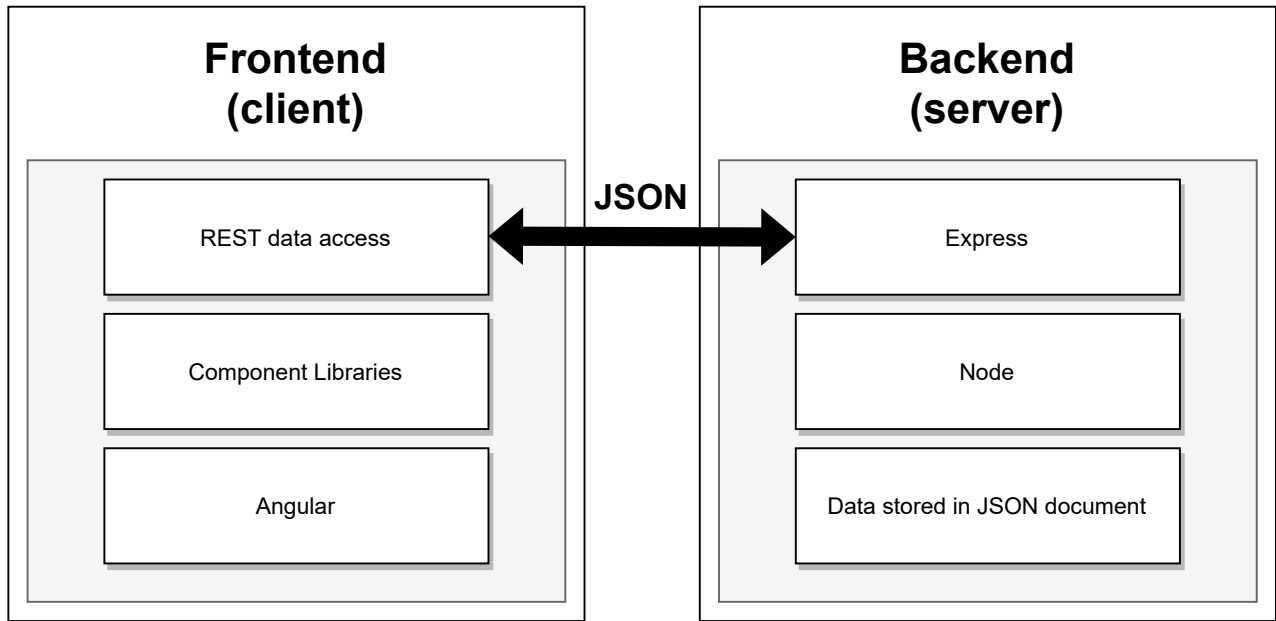 Frontend
(client)
REST data access
Component Libraries
Angular
JSON
Backend
(server)
Express
Node
Data stored in JSON document